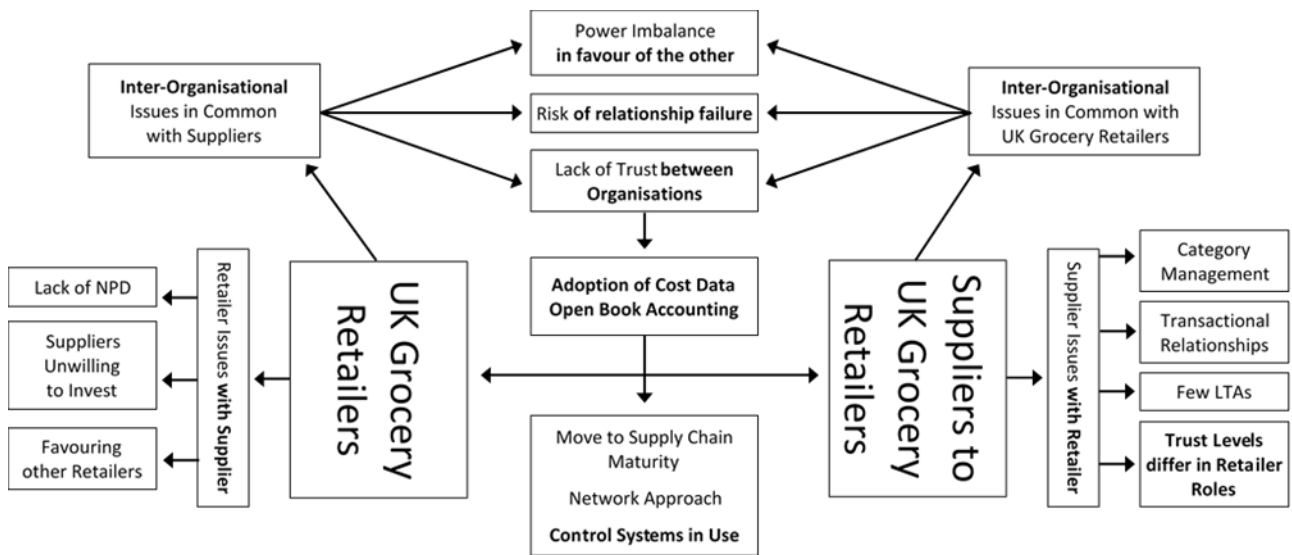 Power Imbalance
in favour of the other
Inter-Organisational
Issues in Common
with Suppliers
Risk of relationship failure
Inter-Organisational
Issues in Common with
UK Grocery Retailers
Lack of Trust between
Organisations
Lack of NPD
Suppliers
Unwilling
to Invest
Favouring
other Retailers
Retailer Issues with Supplier
UK Grocery
Retailers
Adoption of Cost Data
Open Book Accounting
Move to Supply Chain
Maturity
Network Approach
Control Systems in Use
Suppliers to
UK Grocery
Retailers
Supplier Issues with Retailer
Category
Management
Transactional
Relationships
Few LTAs
Trust Levels
differ in Retailer
Roles